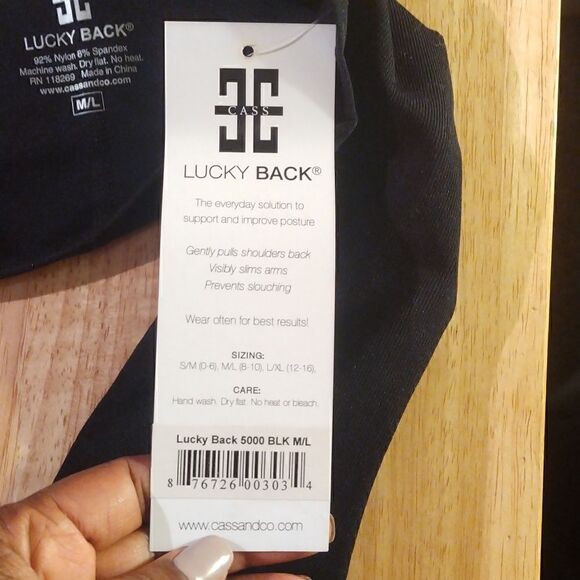 LUCKY BACK®
92% Nylon 8% Spandex
Machine wash. Dry flat. No heat.
RN 118269 Made in China
www.cassandco.com
M/L
CASS
LUCKY BACK®
The everyday solution to
support and improve posture
Gently pulls shoulders back
Visibly slims arms
Prevents slouching
Wear often for best results!
SIZING:
S/M (0-6), M/L (8-10), L/XL (12-16),
CARE:
Hand wash. Dry flat. No heat or bleach.
Lucky Back 5000 BLK M/L
8 76726 00303 4
www.cassandco.com